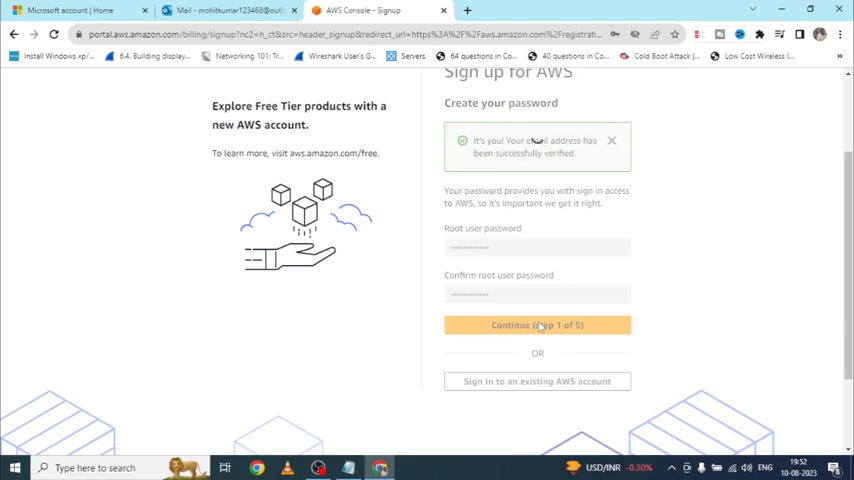 Microsoft account | Home
Mail - mohitkumar123468@outl
AWS Console - Signup
portal.aws.amazon.com/billing/signup?nc2=h_ct&src=header_signup&redirect_url=https%3A%2F%2Faws.amazon.com%2Fregistrati...
Install Windows xp/...
6.4. Building display...
Networking 101: Tr...
Wireshark User's G...
Servers
64 questions in Co...
40 questions in Co...
Cold Boot Attack |...
Low Cost Wireless I...
Explore Free Tier products with a
new AWS account.
To learn more, visit aws.amazon.com/free.
Sign up for AWS
Create your password
It's you! Your email address has
been successfully verified.
Your password provides you with sign in access
to AWS, so it's important we get it right.
Root user password
Confirm root user password
Continue (step 1 of 5)
OR
Sign in to an existing AWS account
Type here to search
USD/INR -0.30%
ENG
19:52
10-08-2023